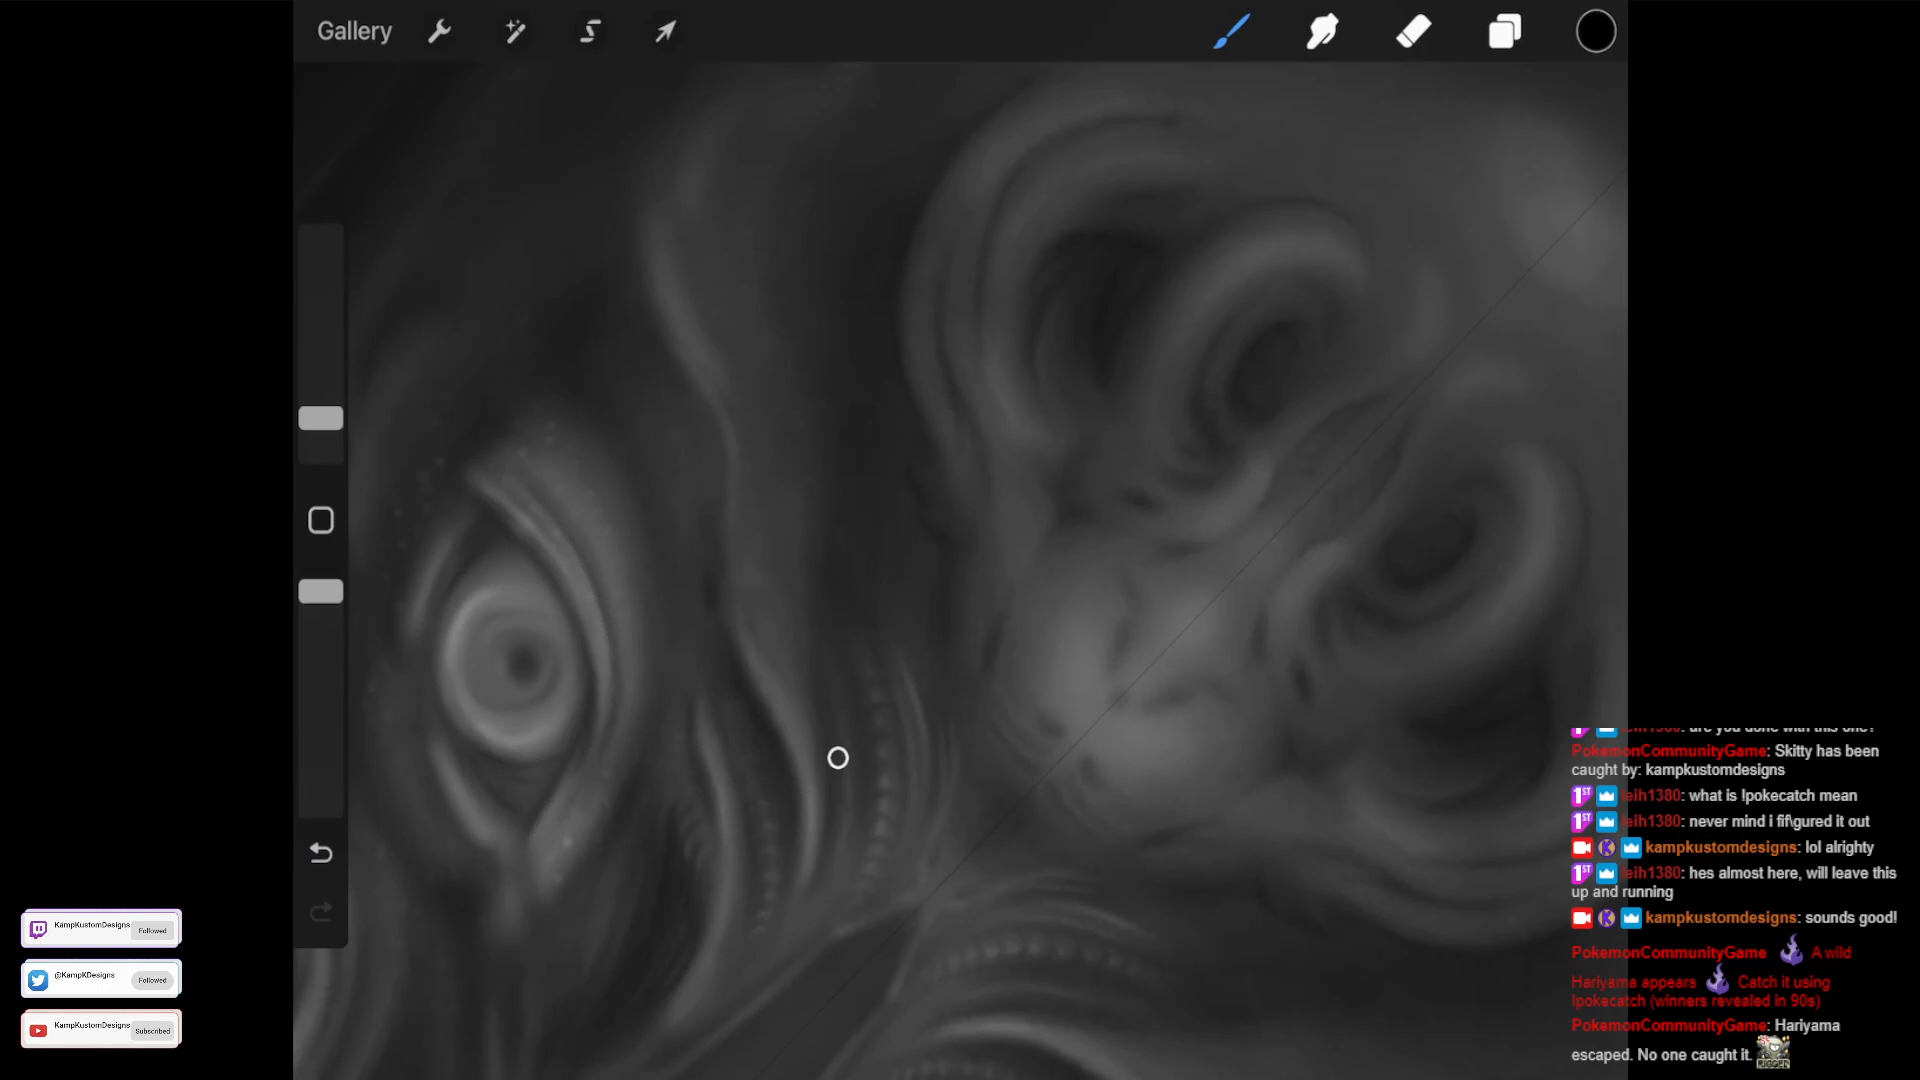 Gallery
KampKustomDesigns
Followed
@KampKDesigns
Followed
KampKustomDesigns
Subscribed
PokemonCommunityGame: Skitty has been
caught by: kampkustomdesigns
eih1380: what is !pokecatch mean
eih1380: never mind i fif\gured it out
kampkustomdesigns: lol alrighty
eih1380: hes almost here, will leave this
up and running
kampkustomdesigns: sounds good!
PokemonCommunityGame A wild
Hariyama appears Catch it using
!pokecatch (winners revealed in 90s)
PokemonCommunityGame: Hariyama
escaped. No one caught it.